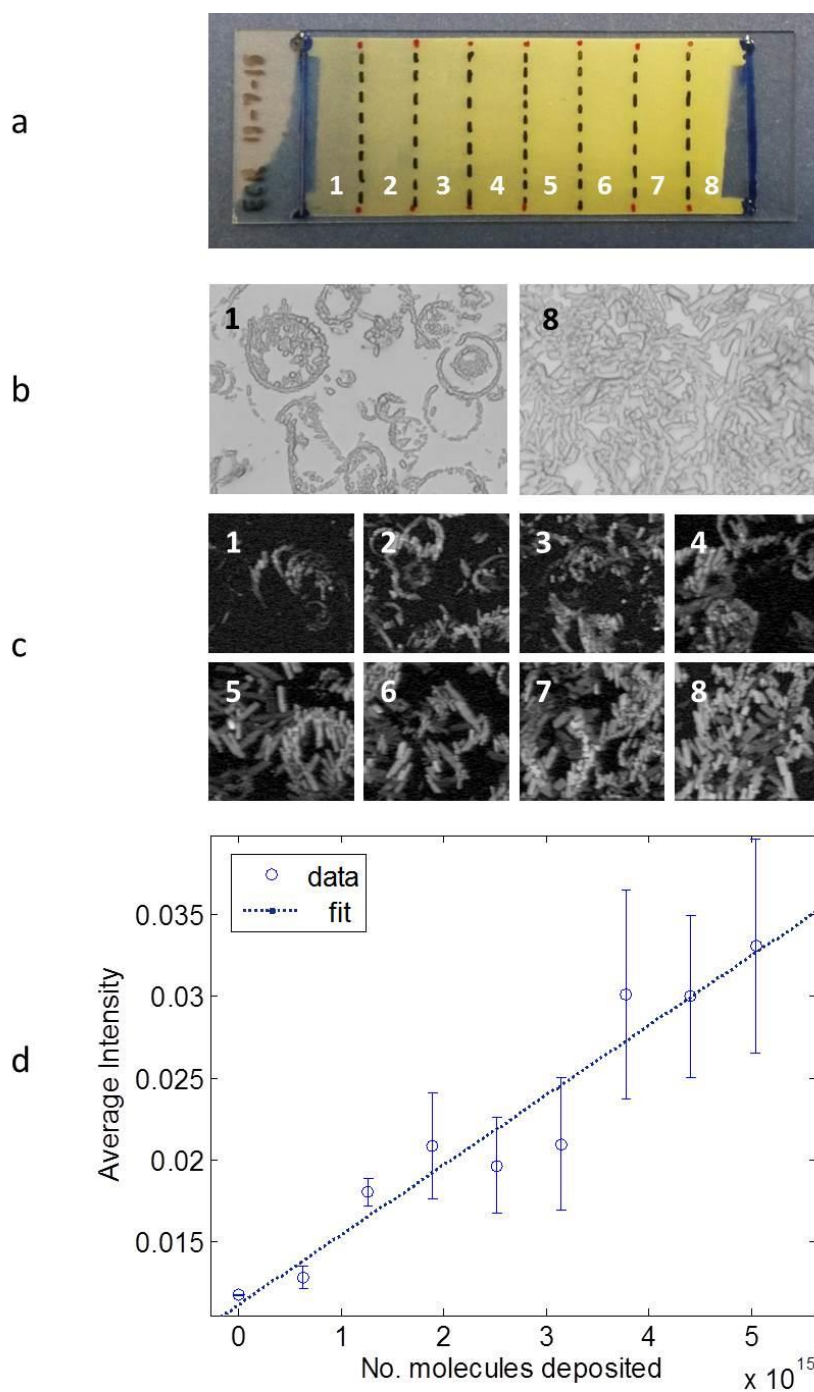 a
1 2 3 4 5 6 7 8
b
1 8
c
1 2 3 4
5 6 7 8
d
data
fit
0.035
0.03
0.025
0.02
0.015
Average Intensity
0 1 2 3 4 5
No. molecules deposited
x 10^15